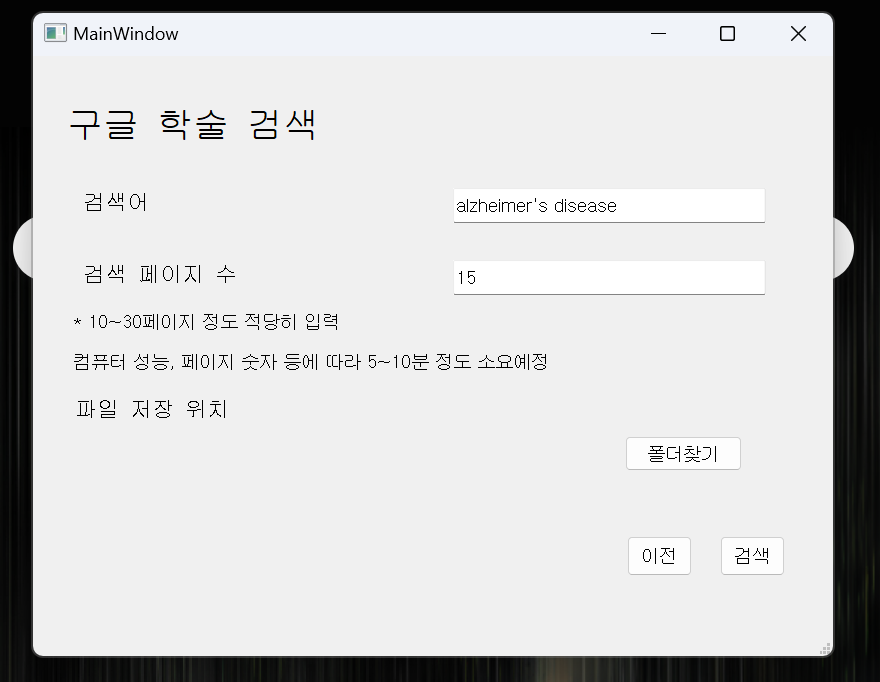 MainWindow
구글 학술 검색
검색어
alzheimer's disease
검색 페이지 수
15
* 10~30페이지 정도 적당히 입력
컴퓨터 성능, 페이지 숫자 등에 따라 5~10분 정도 소요예정
파일 저장 위치
폴더찾기
이전
검색